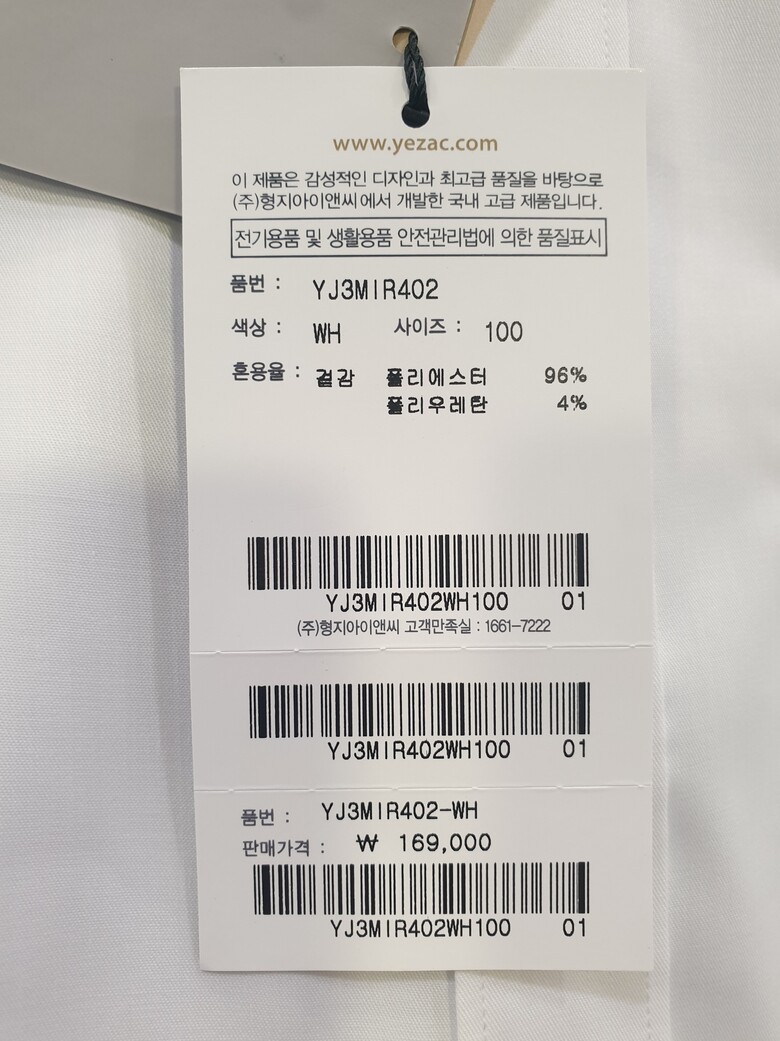 www.yezac.com
이 제품은 감성적인 디자인과 최고급 품질을 바탕으로
(주)형지아이앤씨에서 개발한 국내 고급 제품입니다.
전기용품 및 생활용품 안전관리법에 의한 품질표시
품번 : YJ3MIR402
색상 : WH 사이즈 : 100
혼용율 : 겉감 폴리에스터 96%
폴리우레탄 4%
YJ3MIR402WH100 01
(주)형지아이앤씨 고객만족실 : 1661-7222
YJ3MIR402WH100 01
품번 : YJ3MIR402-WH
판매가격 : ₩ 169,000
YJ3MIR402WH100 01